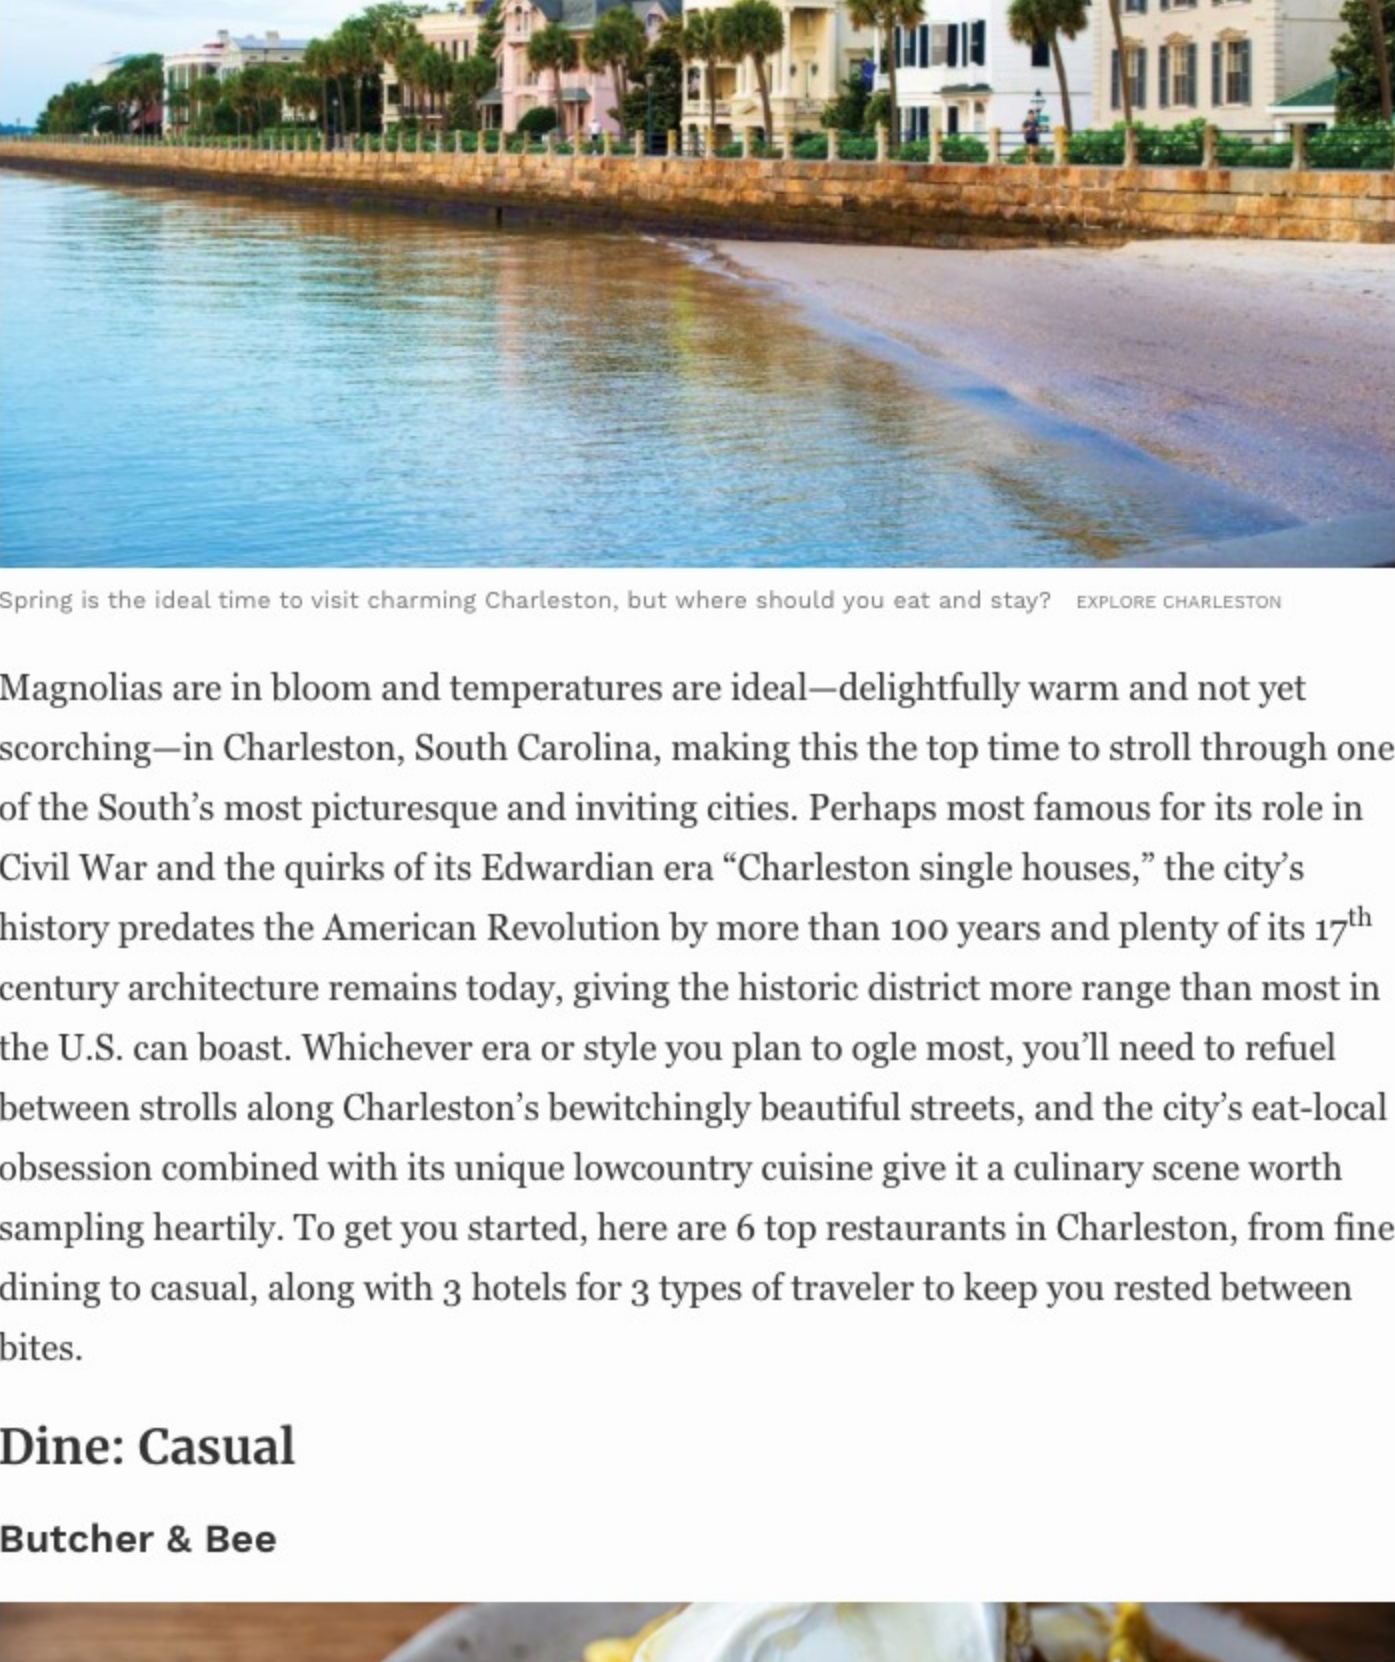 Spring is the ideal time to visit charming Charleston, but where should you eat and stay? EXPLORE CHARLESTON
Magnolias are in bloom and temperatures are ideal—delightfully warm and not yet
scorching—in Charleston, South Carolina, making this the top time to stroll through one
of the South’s most picturesque and inviting cities. Perhaps most famous for its role in
Civil War and the quirks of its Edwardian era “Charleston single houses,” the city’s
history predates the American Revolution by more than 100 years and plenty of its 17th
century architecture remains today, giving the historic district more range than most in
the U.S. can boast. Whichever era or style you plan to ogle most, you’ll need to refuel
between strolls along Charleston’s bewitchingly beautiful streets, and the city’s eat-local
obsession combined with its unique lowcountry cuisine give it a culinary scene worth
sampling heartily. To get you started, here are 6 top restaurants in Charleston, from fine
dining to casual, along with 3 hotels for 3 types of traveler to keep you rested between
bites.
Dine: Casual
Butcher & Bee